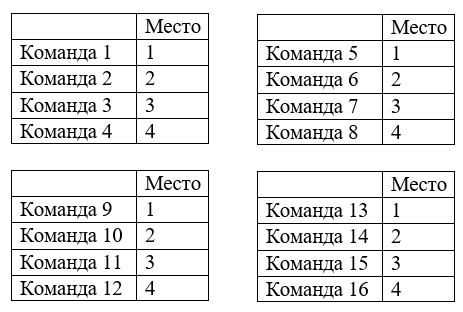 Место
Команда 1 1
Команда 2 2
Команда 3 3
Команда 4 4
Место
Команда 5 1
Команда 6 2
Команда 7 3
Команда 8 4
Место
Команда 9 1
Команда 10 2
Команда 11 3
Команда 12 4
Место
Команда 13 1
Команда 14 2
Команда 15 3
Команда 16 4